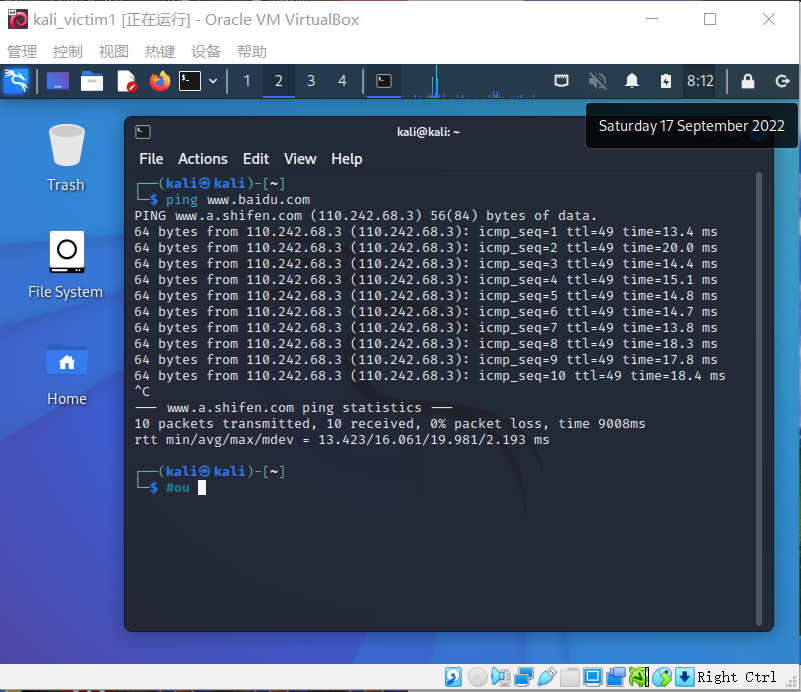 kali_victim1 [正在运行] - Oracle VM VirtualBox
管理 控制 视图 热键 设备 帮助
1 2 3 4 8:12
Saturday 17 September 2022
kali@kali: ~
File Actions Edit View Help
Trash
File System
Home
┌──(kali㉿kali)-[~]
└─$ ping www.baidu.com
PING www.a.shifen.com (110.242.68.3) 56(84) bytes of data.
64 bytes from 110.242.68.3 (110.242.68.3): icmp_seq=1 ttl=49 time=13.4 ms
64 bytes from 110.242.68.3 (110.242.68.3): icmp_seq=2 ttl=49 time=20.0 ms
64 bytes from 110.242.68.3 (110.242.68.3): icmp_seq=3 ttl=49 time=14.4 ms
64 bytes from 110.242.68.3 (110.242.68.3): icmp_seq=4 ttl=49 time=15.1 ms
64 bytes from 110.242.68.3 (110.242.68.3): icmp_seq=5 ttl=49 time=14.8 ms
64 bytes from 110.242.68.3 (110.242.68.3): icmp_seq=6 ttl=49 time=14.7 ms
64 bytes from 110.242.68.3 (110.242.68.3): icmp_seq=7 ttl=49 time=13.8 ms
64 bytes from 110.242.68.3 (110.242.68.3): icmp_seq=8 ttl=49 time=18.3 ms
64 bytes from 110.242.68.3 (110.242.68.3): icmp_seq=9 ttl=49 time=17.8 ms
64 bytes from 110.242.68.3 (110.242.68.3): icmp_seq=10 ttl=49 time=18.4 ms
^C
--- www.a.shifen.com ping statistics ---
10 packets transmitted, 10 received, 0% packet loss, time 9008ms
rtt min/avg/max/mdev = 13.423/16.061/19.981/2.193 ms
┌──(kali㉿kali)-[~]
└─$ #ou
Right Ctrl